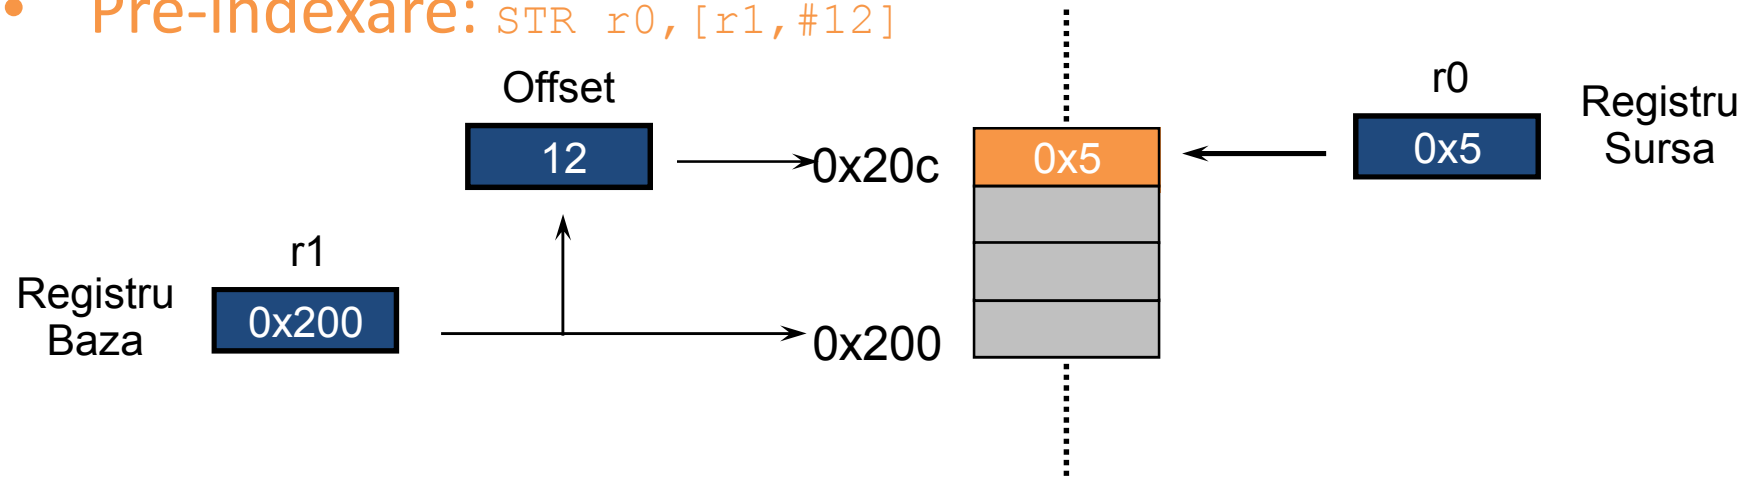 • Pre-indexare: STR r0,[r1,#12]
Offset
12
0x20c
0x5
r0
0x5
Registru
Sursa
r1
Registru
Baza
0x200
0x200